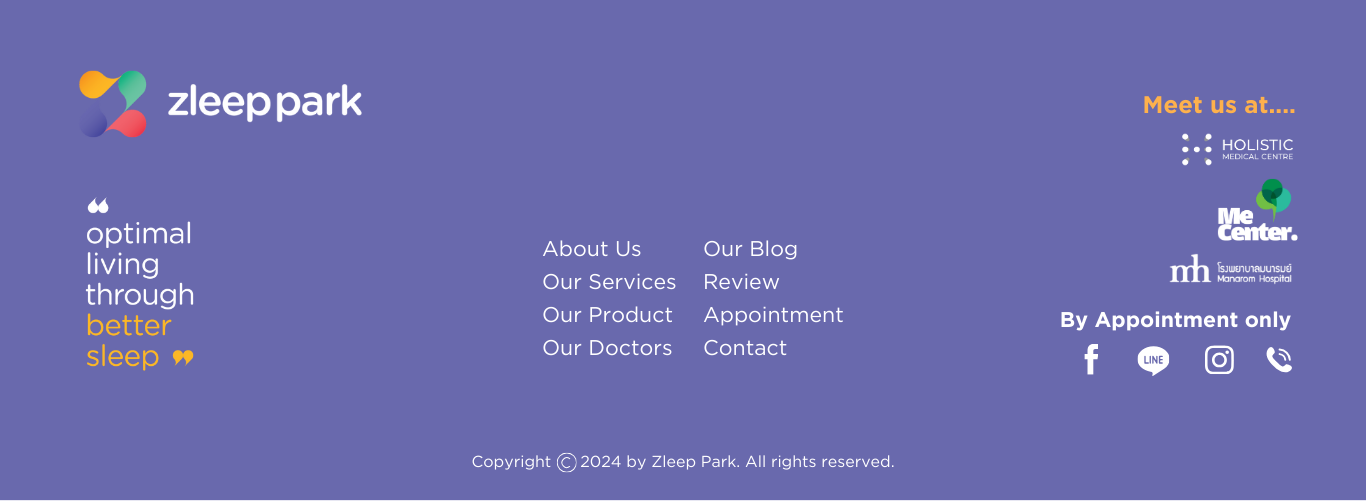 zleep park
“
optimal
living
through
better
sleep ”
About Us
Our Services
Our Product
Our Doctors
Our Blog
Review
Appointment
Contact
Meet us at....
HOLISTIC
MEDICAL CENTRE
Me
Center.
mh
โรงพยาบาลมนารมย์
Manarom Hospital
By Appointment only
LINE
Copyright © 2024 by Zleep Park. All rights reserved.